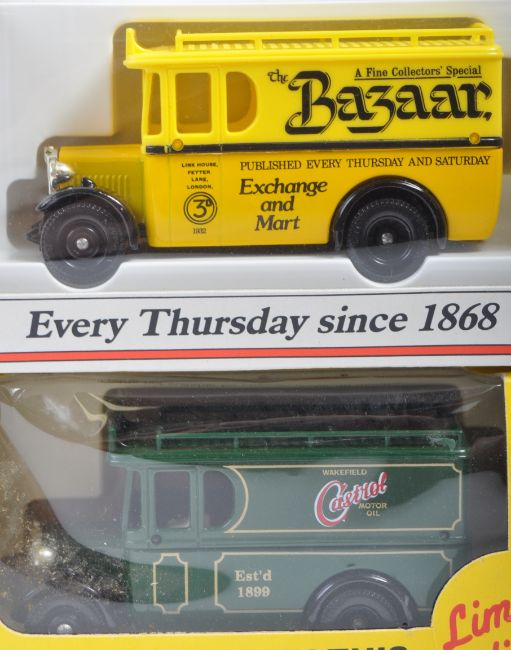 The
A Fine Collectors' Special
Bazaar,
LINK HOUSE,
FETTER
LANE,
LONDON,
3D
1932
PUBLISHED EVERY THURSDAY AND SATURDAY
Exchange
and
Mart
Every Thursday since 1868
WAKEFIELD
Castrol
MOTOR
OIL
Est'd
1899